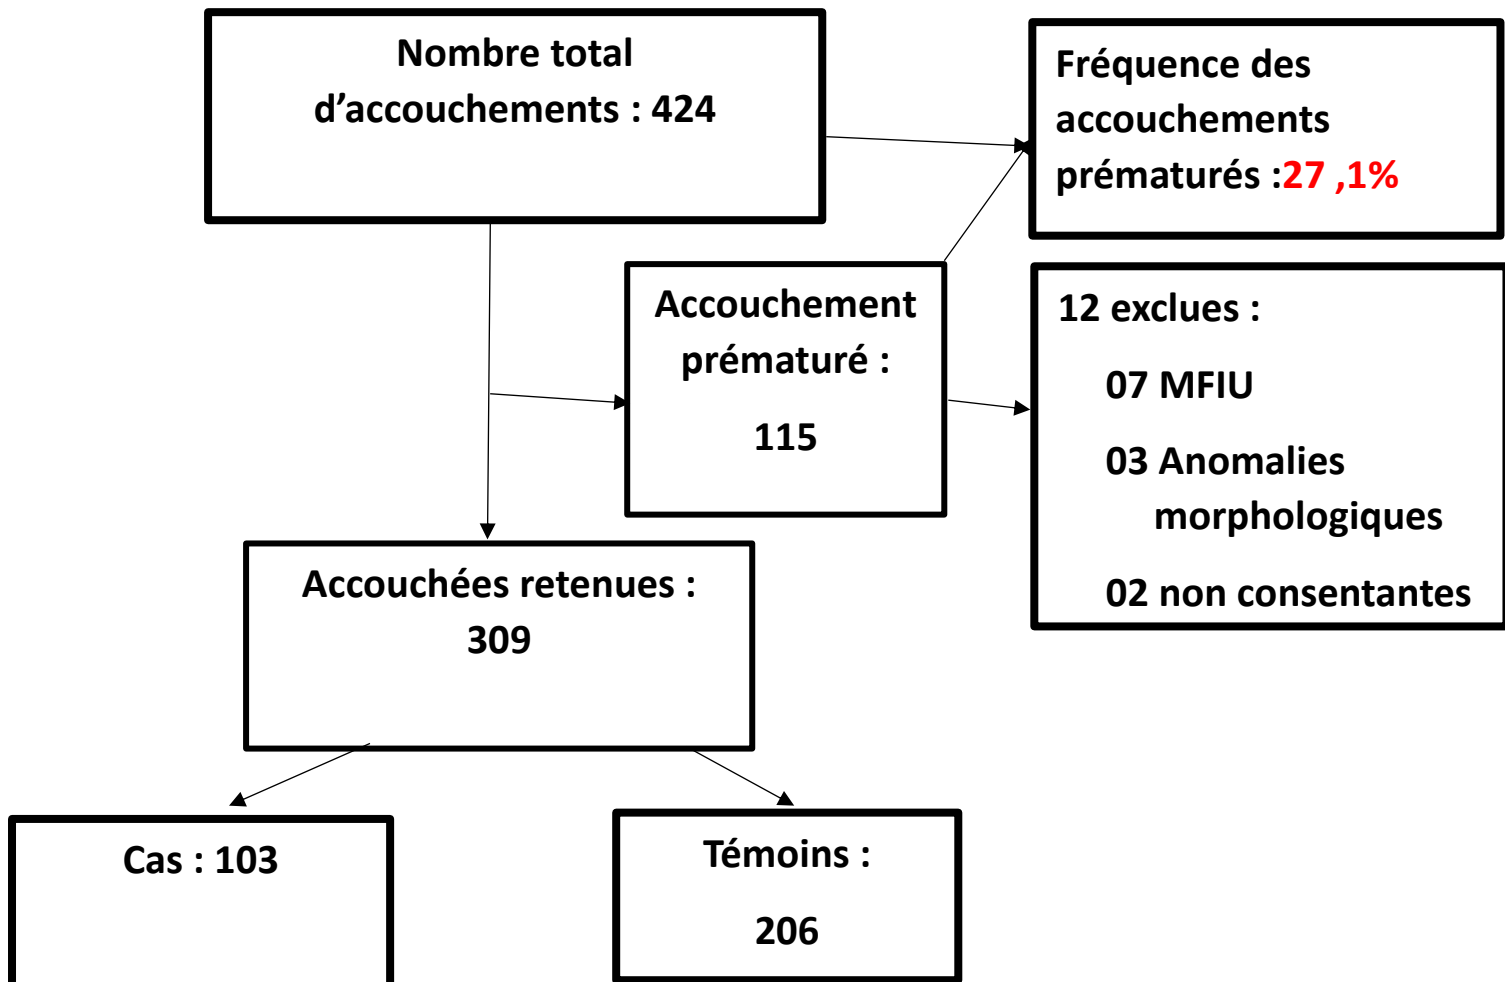 Nombre total
d’accouchements : 424
Fréquence des
accouchements
prématurés :27 ,1%
Accouchement
prématuré :
115
12 exclues :
07 MFIU
03 Anomalies
morphologiques
02 non consentantes
Accouchées retenues :
309
Cas : 103
Témoins :
206